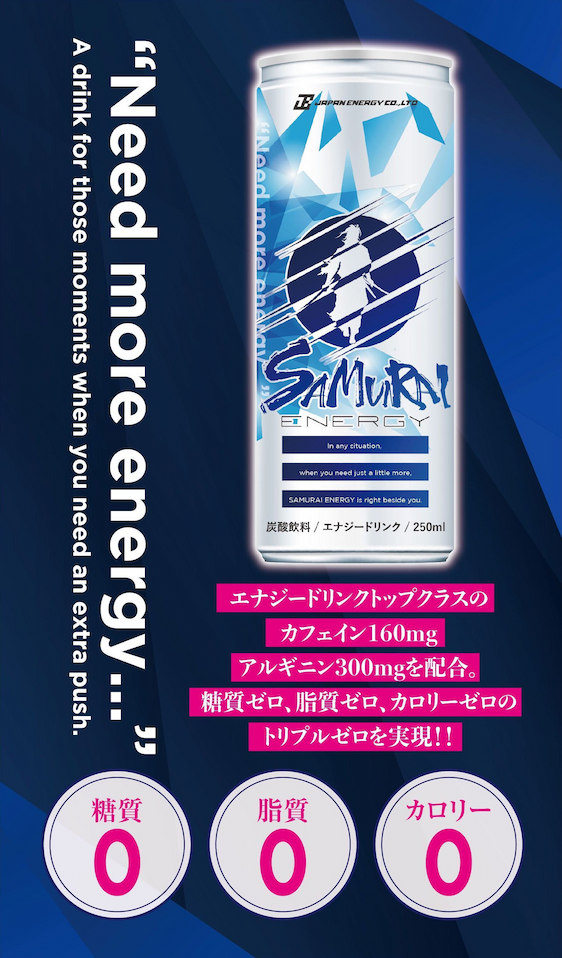 “Need more energy... ”
A drink for those moments when you need an extra push.
JE JAPAN ENERGY CO.,LTD
“Need more energy... ”
SAMURAI
ENERGY
In any situation,
when you need just a little more,
SAMURAI ENERGY is right beside you.
炭酸飲料 / エナジードリンク / 250ml
エナジードリンクトップクラスの
カフェイン160mg
アルギニン300mgを配合。
糖質ゼロ、脂質ゼロ、カロリーゼロの
トリプルゼロを実現!!
糖質
0
脂質
0
カロリー
0